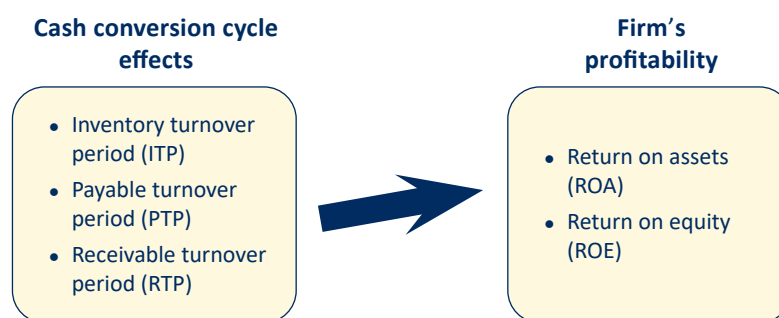 Cash conversion cycle
effects
• Inventory turnover
period (ITP)
• Payable turnover
period (PTP)
• Receivable turnover
period (RTP)
Firm’s
profitability
• Return on assets
(ROA)
• Return on equity
(ROE)